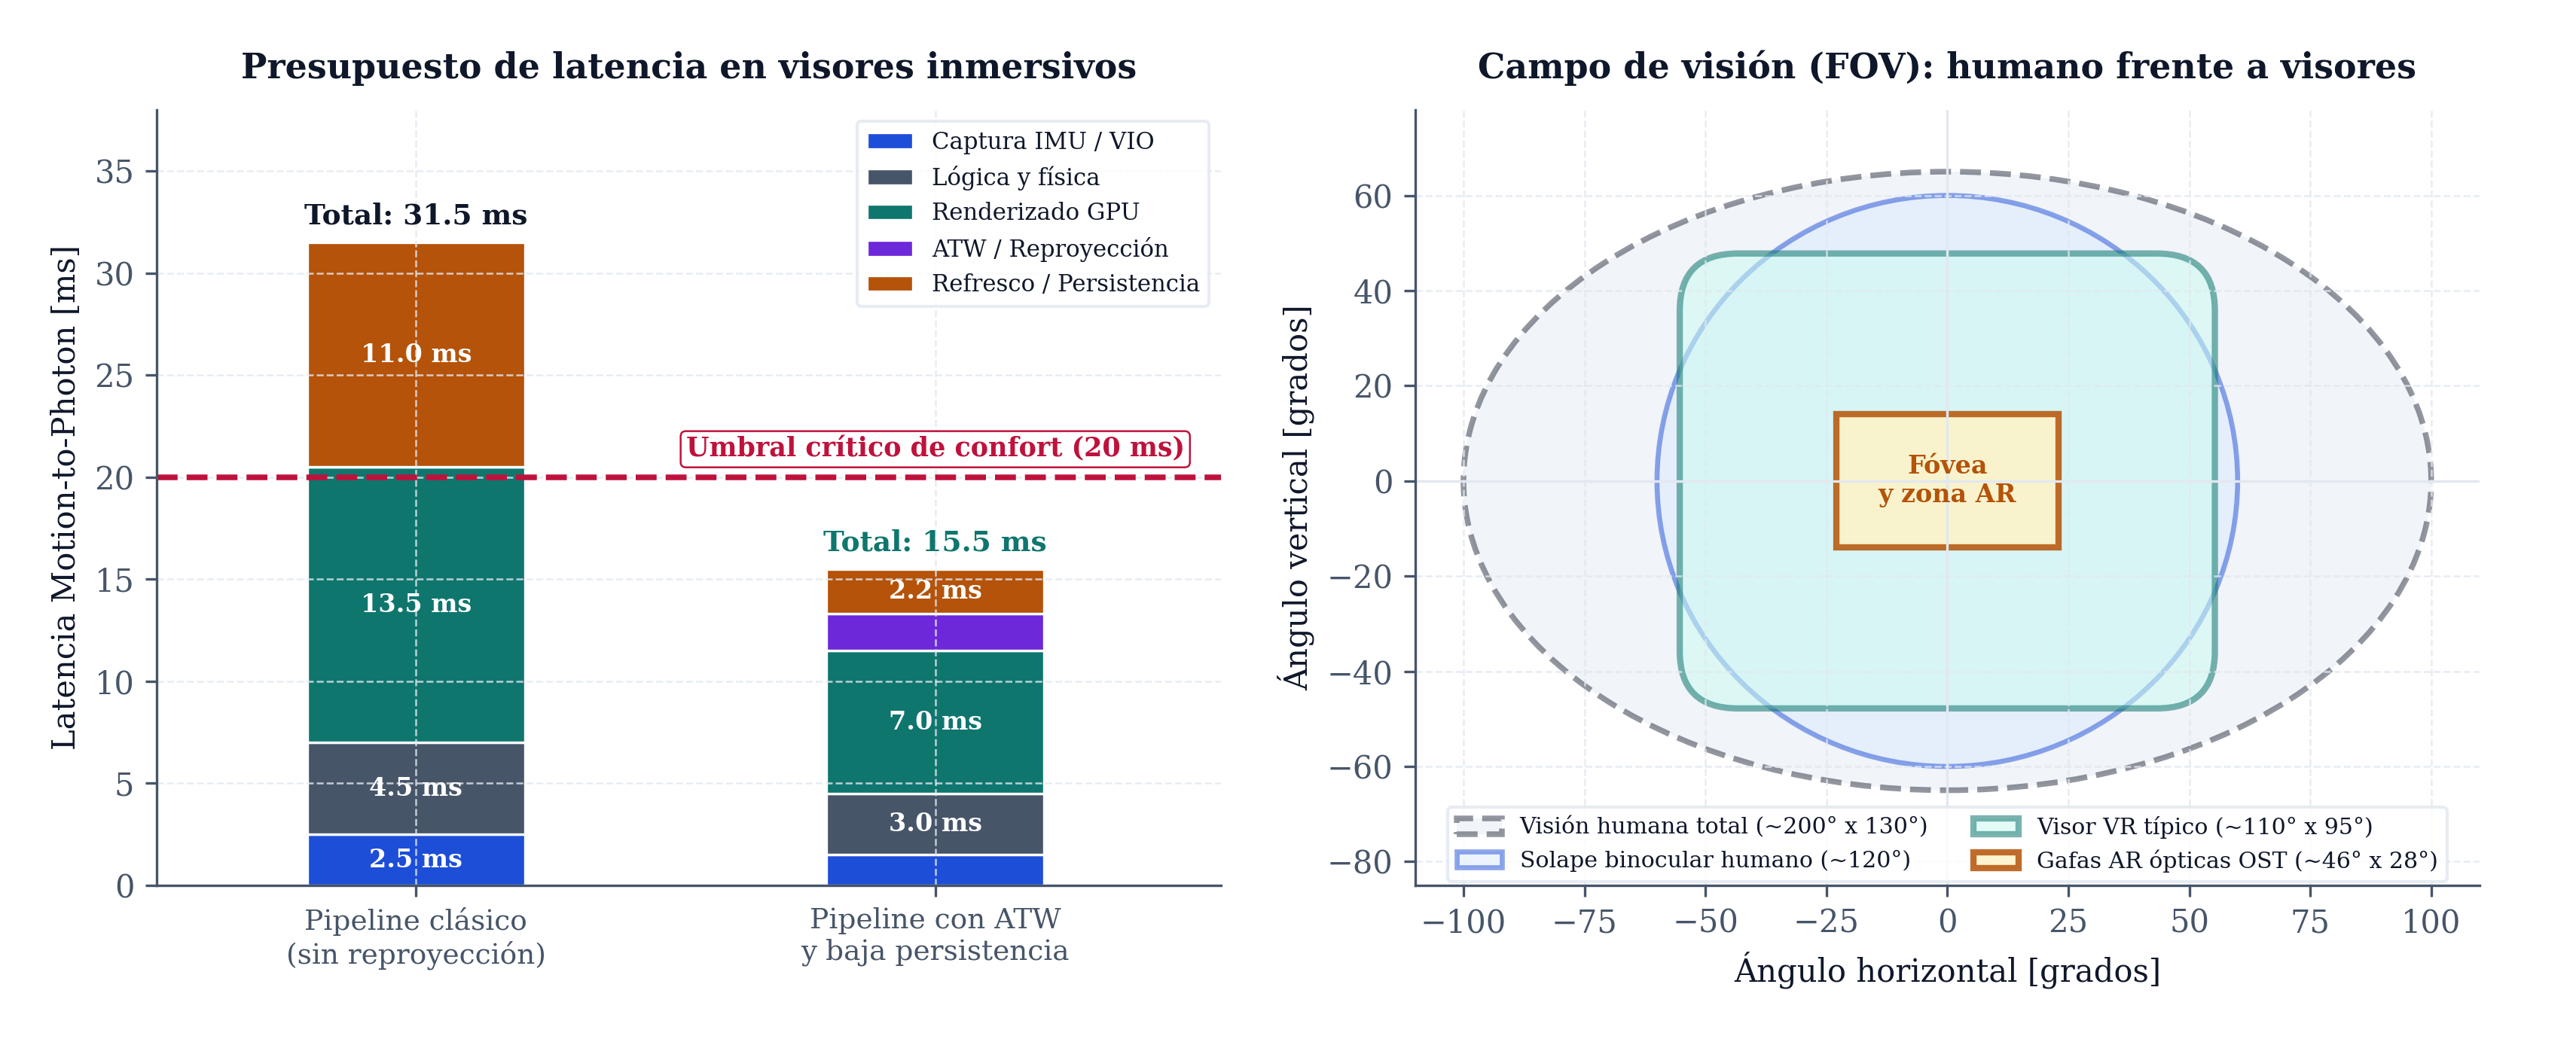 Presupuesto de latencia en visores inmersivos
Latencia Motion-to-Photon [ms]
35
30
25
20
15
10
5
0
Captura IMU / VIO
Lógica y física
Renderizado GPU
ATW / Reproyección
Refresco / Persistencia
Total: 31.5 ms
11.0 ms
13.5 ms
4.5 ms
2.5 ms
Umbral crítico de confort (20 ms)
Total: 15.5 ms
2.2 ms
7.0 ms
3.0 ms
Pipeline clásico
(sin reproyección)
Pipeline con ATW
y baja persistencia
Campo de visión (FOV): humano frente a visores
Ángulo vertical [grados]
60
40
20
0
−20
−40
−60
−80
Fóvea
y zona AR
Visión humana total (~200° x 130°)
Solape binocular humano (~120°)
Visor VR típico (~110° x 95°)
Gafas AR ópticas OST (~46° x 28°)
−100
−75
−50
−25
0
25
50
75
100
Ángulo horizontal [grados]